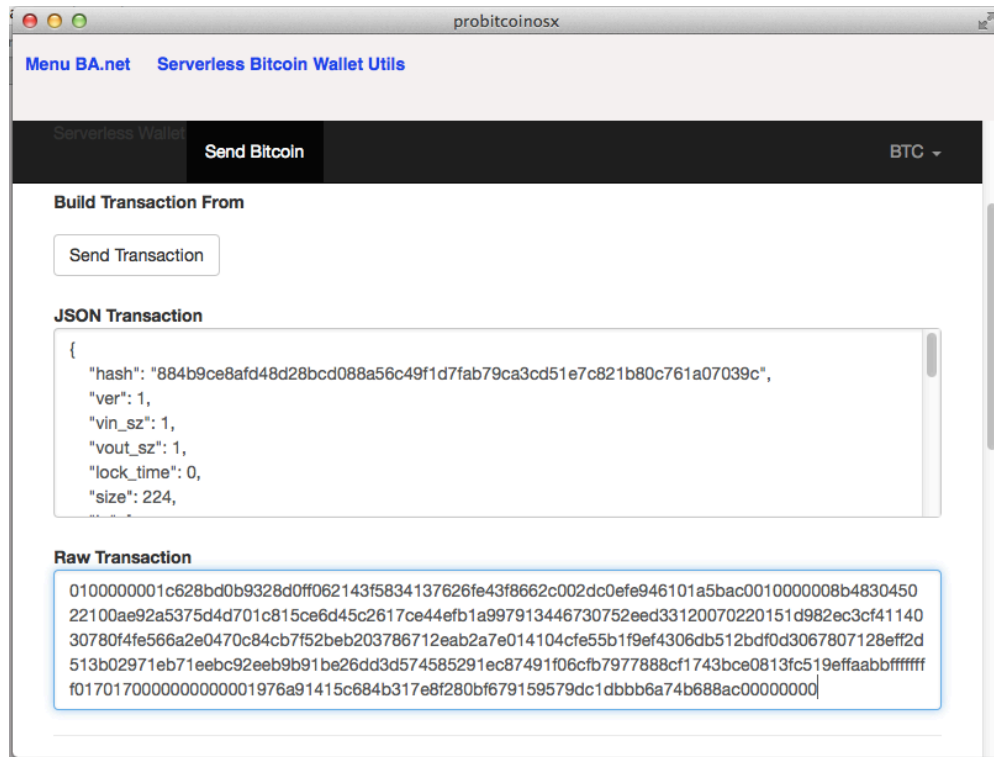 probitcoinosx
Menu BA.net Serverless Bitcoin Wallet Utils
Serverless Wallet Send Bitcoin BTC
Build Transaction From
Send Transaction
JSON Transaction
{
"hash": "884b9ce8afd48d28bcd088a56c49f1d7fab79ca3cd51e7c821b80c761a07039c",
"ver": 1,
"vin_sz": 1,
"vout_sz": 1,
"lock_time": 0,
"size": 224,
Raw Transaction
0100000001c628bd0b9328d0ff062143f5834137626fe43f8662c002dc0efe946101a5bac0010000008b4830450
22100ae92a5375d4d701c815ce6d45c2617ce44efb1a997913446730752eed33120070220151d982ec3cf41140
30780f4fe566a2e0470c84cb7f52beb203786712eab2a7e014104cfe55b1f9ef4306db512bdf0d3067807128eff2d
513b02971eb71eebc92eeb9b91be26dd3d574585291ec87491f06cfb7977888cf1743bce0813fc519effaabbfffffff
f0170170000000000001976a91415c684b317e8f280bf679159579dc1dbbb6a74b688ac00000000